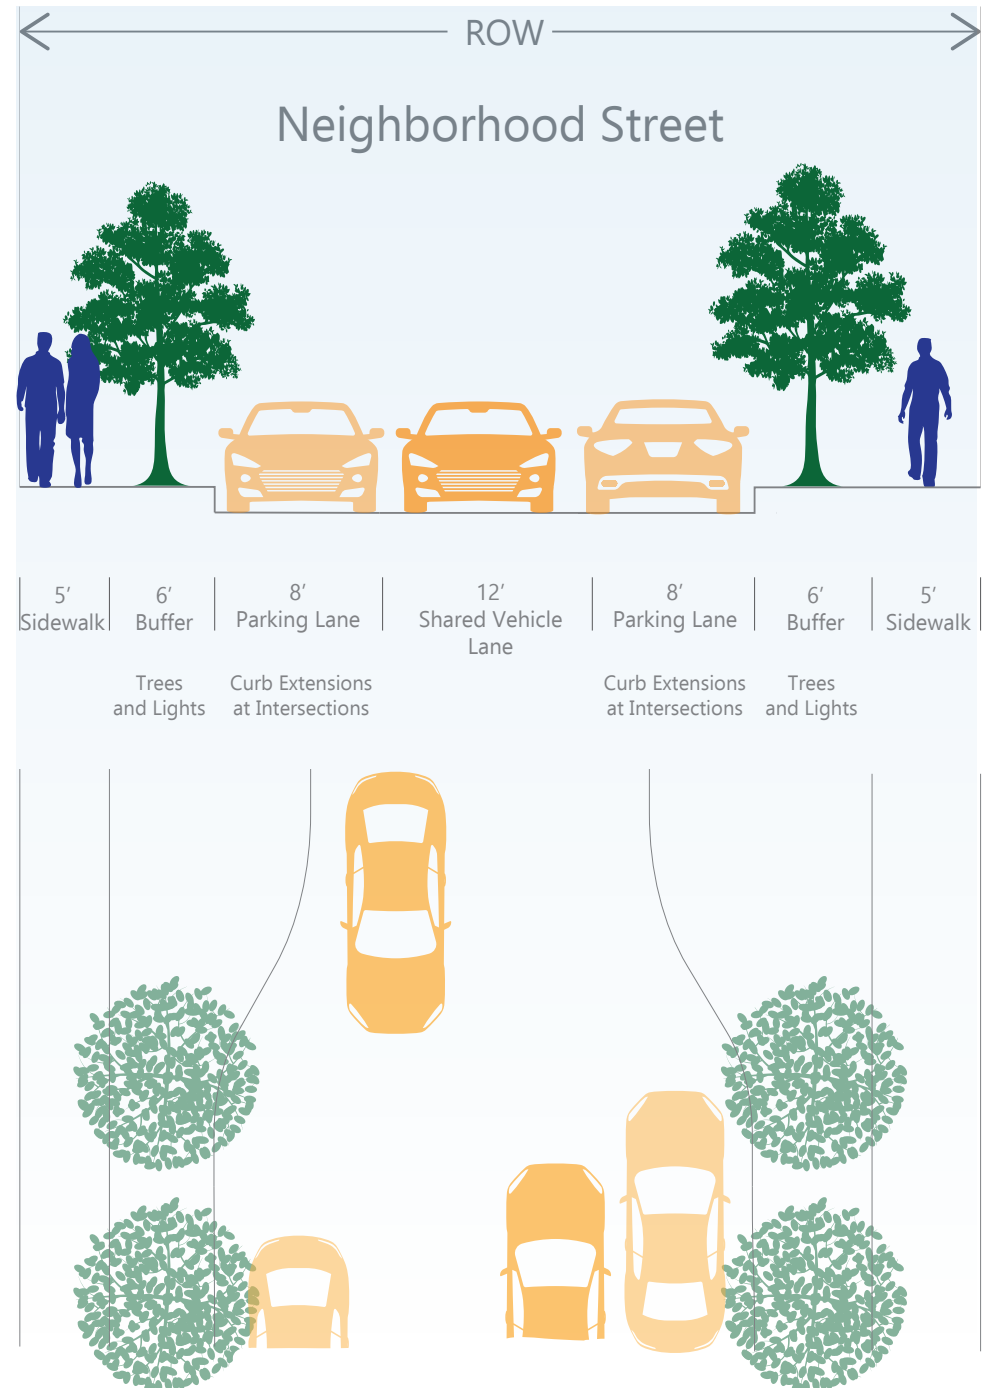 ROW
Neighborhood Street
5′
Sidewalk
6′
Buffer
8′
Parking Lane
12′
Shared Vehicle
Lane
8′
Parking Lane
6′
Buffer
5′
Sidewalk
Trees
and Lights
Curb Extensions
at Intersections
Curb Extensions
at Intersections
Trees
and Lights